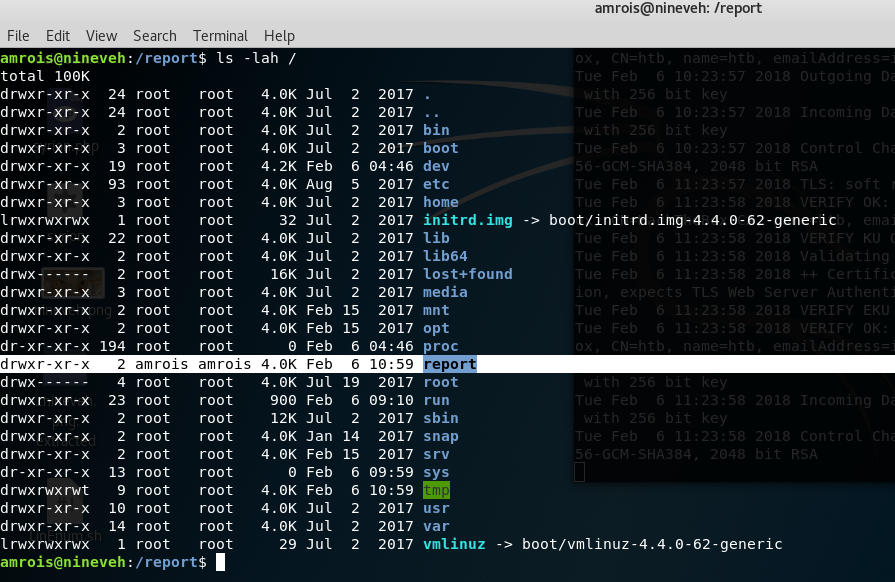 amrois@nineveh: /report
File Edit View Search Terminal Help
amrois@nineveh:/report$ ls -lah /
total 100K
drwxr-xr-x  24 root   root   4.0K Jul  2  2017 .
drwxr-xr-x  24 root   root   4.0K Jul  2  2017 ..
drwxr-xr-x   2 root   root   4.0K Jul  2  2017 bin
drwxr-xr-x   3 root   root   4.0K Jul  2  2017 boot
drwxr-xr-x  19 root   root   4.2K Feb  6 04:46 dev
drwxr-xr-x  93 root   root   4.0K Aug  5  2017 etc
drwxr-xr-x   3 root   root   4.0K Jul  2  2017 home
lrwxrwxrwx   1 root   root     32 Jul  2  2017 initrd.img -> boot/initrd.img-4.4.0-62-generic
drwxr-xr-x  22 root   root   4.0K Jul  2  2017 lib
drwxr-xr-x   2 root   root   4.0K Jul  2  2017 lib64
drwx------   2 root   root    16K Jul  2  2017 lost+found
drwxr-xr-x   3 root   root   4.0K Jul  2  2017 media
drwxr-xr-x   2 root   root   4.0K Feb 15  2017 mnt
drwxr-xr-x   2 root   root   4.0K Feb 15  2017 opt
dr-xr-xr-x 194 root   root      0 Feb  6 04:46 proc
drwxr-xr-x   2 amrois amrois 4.0K Feb  6 10:59 report
drwx------   4 root   root   4.0K Jul 19  2017 root
drwxr-xr-x  23 root   root    900 Feb  6 09:10 run
drwxr-xr-x   2 root   root    12K Jul  2  2017 sbin
drwxr-xr-x   2 root   root   4.0K Jan 14  2017 snap
drwxr-xr-x   2 root   root   4.0K Feb 15  2017 srv
dr-xr-xr-x  13 root   root      0 Feb  6 09:59 sys
drwxrwxrwt   9 root   root   4.0K Feb  6 10:59 tmp
drwxr-xr-x  10 root   root   4.0K Jul  2  2017 usr
drwxr-xr-x  14 root   root   4.0K Jul  2  2017 var
lrwxrwxrwx   1 root   root     29 Jul  2  2017 vmlinuz -> boot/vmlinuz-4.4.0-62-generic
amrois@nineveh:/report$
ox, CN=htb, name=htb, emailAddress=
Tue Feb  6 10:23:57 2018 Outgoing Da
with 256 bit key
Tue Feb  6 10:23:57 2018 Incoming Da
with 256 bit key
Tue Feb  6 10:23:57 2018 Control Cha
56-GCM-SHA384, 2048 bit RSA
Tue Feb  6 11:23:57 2018 TLS: soft
Tue Feb  6 11:23:58 2018 VERIFY OK:
Tue Feb  6 11:23:58 2018 VERIFY KU
Tue Feb  6 11:23:58 2018 Validating
Tue Feb  6 11:23:58 2018 ++ Certifi
ion, expects TLS Web Server Authenti
Tue Feb  6 11:23:58 2018 VERIFY EKU
Tue Feb  6 11:23:58 2018 VERIFY OK:
ox, CN=htb, name=htb, emailAddress=
with 256 bit key
Tue Feb  6 11:23:58 2018 Incoming Da
with 256 bit key
Tue Feb  6 11:23:58 2018 Control Cha
56-GCM-SHA384, 2048 bit RSA
LinEnum.sh